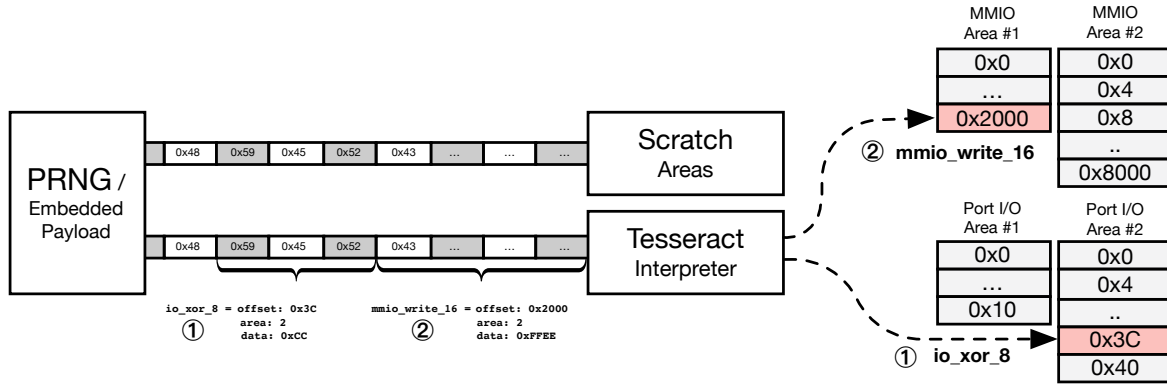 PRNG /
Embedded
Payload
0x48 0x59 0x45 0x52 0x43 ... ... ...
Scratch
Areas
0x48 0x59 0x45 0x52 0x43 ... ... ...
Tesseract
Interpreter
io_xor_8 = offset: 0x3C
area: 2
data: 0xCC
①
mmio_write_16 = offset: 0x2000
area: 2
data: 0xFFEE
②
② mmio_write_16
① io_xor_8
MMIO
Area #1
0x0
...
0x2000
MMIO
Area #2
0x0
0x4
0x8
..
0x8000
Port I/O
Area #1
0x0
...
0x10
Port I/O
Area #2
0x0
0x4
..
0x3C
0x40